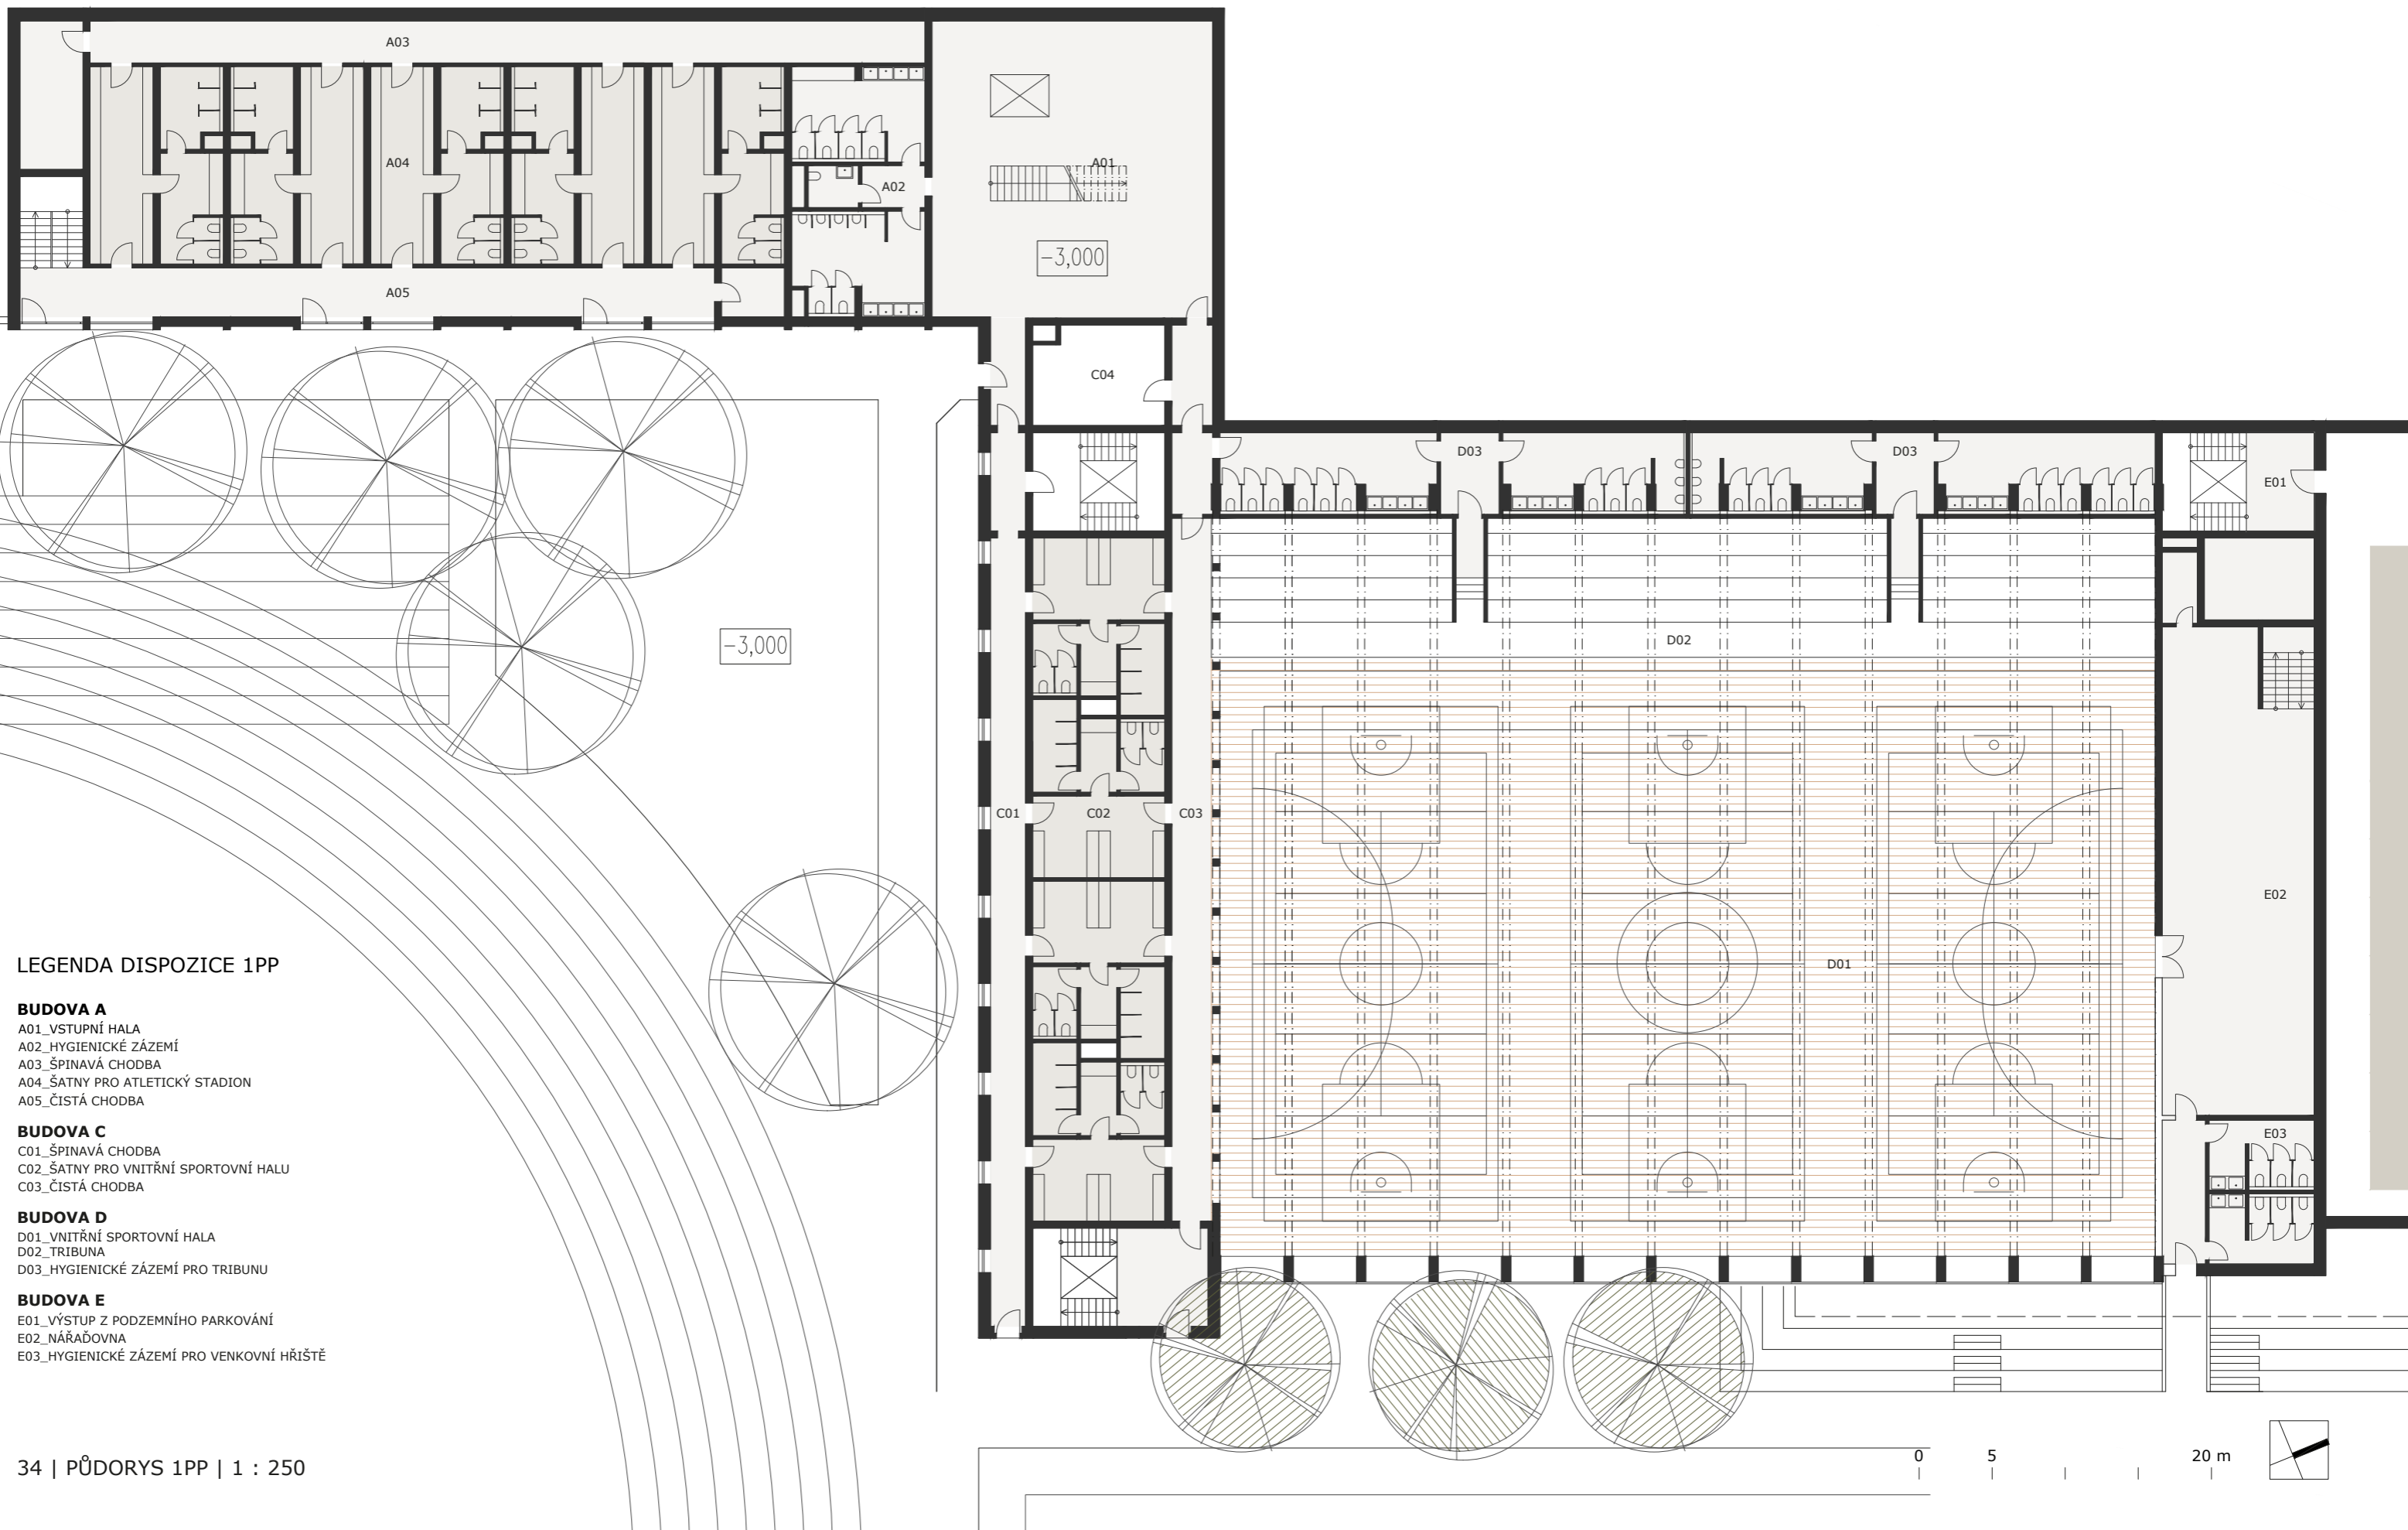 A03
A04
A02
A01
-3,000
A05
C04
D03
D03
E01
D02
-3,000
C01
C02
C03
E02
D01
E03
LEGENDA DISPOZICE 1PP
BUDOVA A
A01_VSTUPNÍ HALA
A02_HYGIENICKÉ ZÁZEMÍ
A03_ŠPINAVÁ CHODBA
A04_ŠATNY PRO ATLETICKÝ STADION
A05_ČISTÁ CHODBA
BUDOVA C
C01_ŠPINAVÁ CHODBA
C02_ŠATNY PRO VNITŘNÍ SPORTOVNÍ HALU
C03_ČISTÁ CHODBA
BUDOVA D
D01_VNITŘNÍ SPORTOVNÍ HALA
D02_TRIBUNA
D03_HYGIENICKÉ ZÁZEMÍ PRO TRIBUNU
BUDOVA E
E01_VÝSTUP Z PODZEMNÍHO PARKOVÁNÍ
E02_NÁŘAĎOVNA
E03_HYGIENICKÉ ZÁZEMÍ PRO VENKOVNÍ HŘIŠTĚ
34 | PŮDORYS 1PP | 1 : 250
0 5 20 m